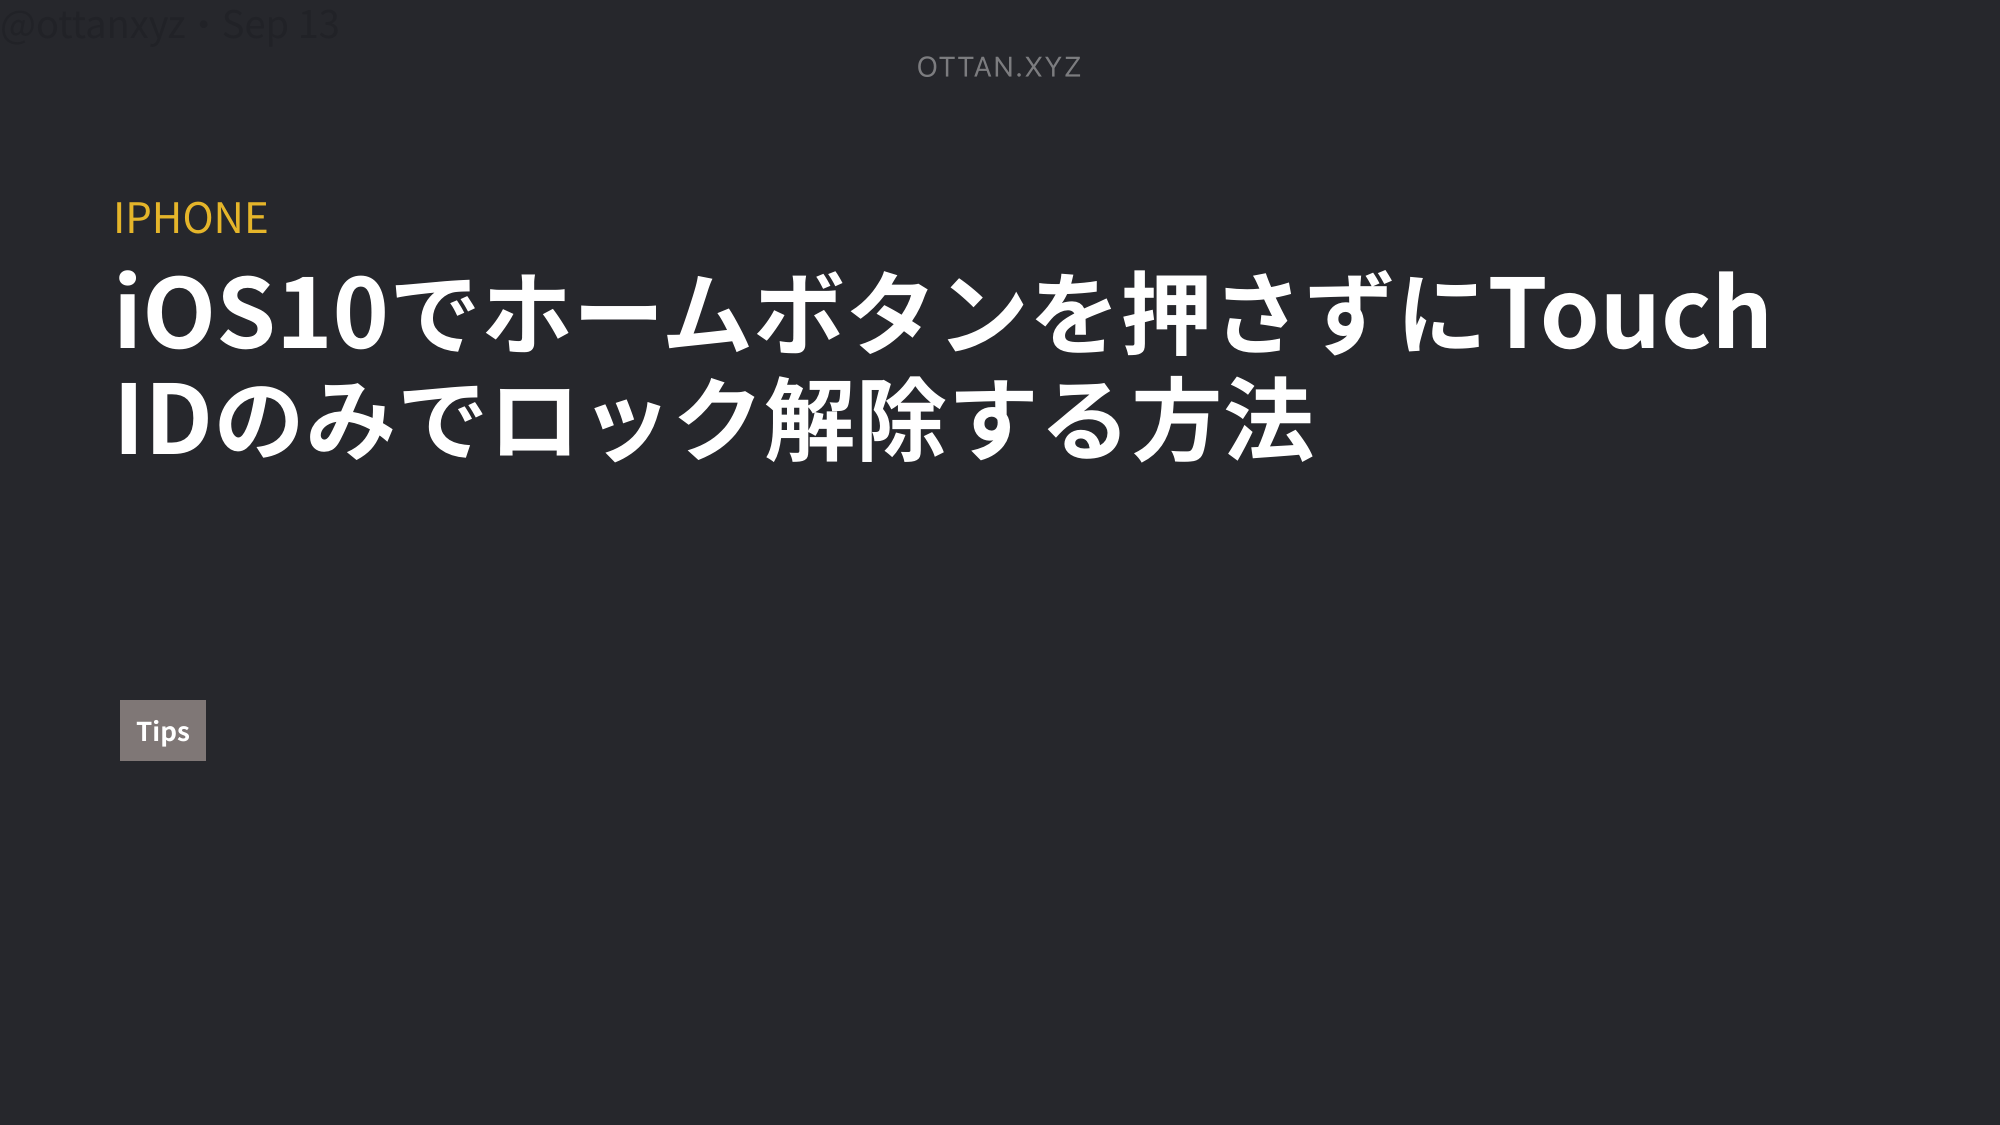 @ottanxyz・Sep 13
OTTAN.XYZ
IPHONE
iOS10でホームボタンを押さずにTouch
IDのみでロック解除する方法
Tips